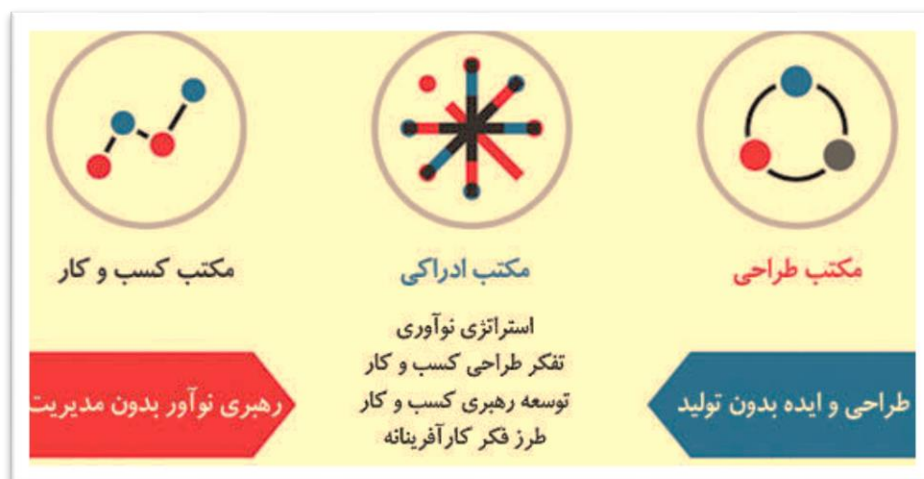 مکتب طراحی
مکتب ادراکی
مکتب کسب و کار
استراتژی نوآوری
تفکر طراحی کسب و کار
توسعه رهبری کسب و کار
طرز فکر کارآفرینانه
طراحی و ایده بدون تولید
رهبری نوآور بدون مدیریت